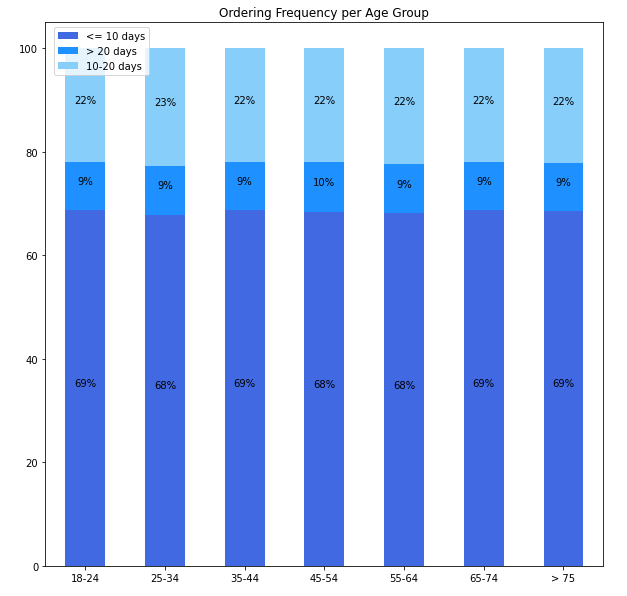 Ordering Frequency per Age Group
<= 10 days
> 20 days
10-20 days
100
80
60
40
20
0
22% 23% 22% 22% 22% 22% 22%
9% 9% 9% 10% 9% 9% 9%
69% 68% 69% 68% 68% 69% 69%
18-24 25-34 35-44 45-54 55-64 65-74 > 75